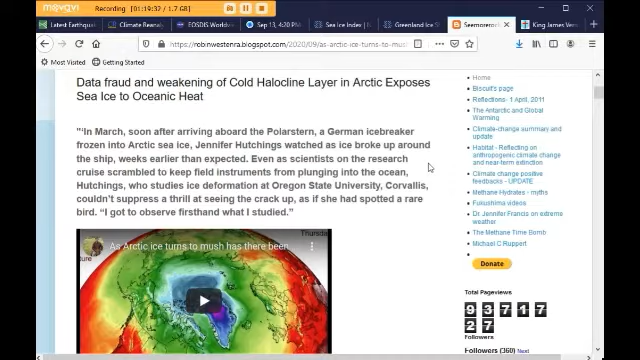 movavi
Recording 01:19:32 / 1.7 GB
Latest Earthquake
Climate Reanaly
EOSDIS Worldvi
Sep 13, 4:20 PM
Sea Ice Index |
Greenland Ice S
Seemorerocks
King James Vers
https://robinwestenra.blogspot.com/2020/09/as-arctic-ice-turns-to-mush
Most Visited Getting Started
Data fraud and weakening of Cold Halocline Layer in Arctic Exposes
Sea Ice to Oceanic Heat
"“In March, soon after arriving aboard the Polarstern, a German icebreaker
frozen into Arctic sea ice, Jennifer Hutchings watched as ice broke up around
the ship, weeks earlier than expected. Even as scientists on the research
cruise scrambled to keep field instruments from plunging into the ocean,
Hutchings, who studies ice deformation at Oregon State University, Corvallis,
couldn’t suppress a thrill at seeing the crack up, as if she had spotted a rare
bird. “I got to observe firsthand what I studied.”
As Arctic ice turns to mush has there been
Thursda
Home
Biscuit's page
Reflections- 1 April, 2011
The Antarctic and Global
Warming
Climate-change summary and
update
Habitat - Reflecting on
anthropogenic climate change
and near-term extinction
Climate change positive
feedbacks - UPDATE
Methane Hydrates - myths
Fukushima videos
Dr Jennifer Francis on extreme
weather
The Methane Time Bomb
Michael C Ruppert
Donate
Total Pageviews
9 3 7 1 7
2 7
Followers (360) Next